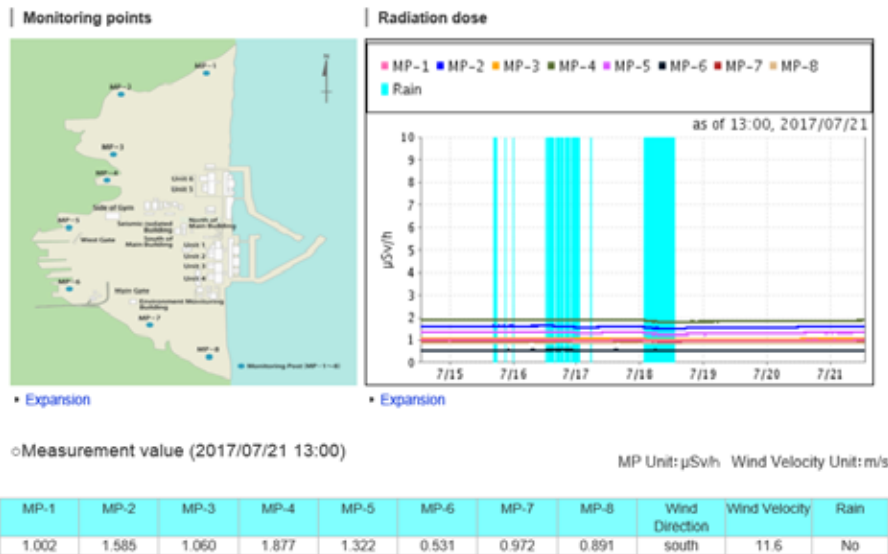 Monitoring points
Radiation dose
MP-1
MP-2
MP-3
MP-4
MP-5
MP-6
MP-7
MP-8
Unit 6
Unit 5
Side of Gym
Seismic Isolated
Building
North of
Main Building
South of
Main Building
West Gate
Unit 1
Unit 2
Unit 3
Unit 4
Main Gate
Environment Monitoring
Building
Monitoring Post (MP-1~8)
MP-1 MP-2 MP-3 MP-4 MP-5 MP-6 MP-7 MP-8
Rain
as of 13:00, 2017/07/21
μSv/h
10
9
8
7
6
5
4
3
2
1
0
7/15 7/16 7/17 7/18 7/19 7/20 7/21
Expansion
Expansion
○Measurement value (2017/07/21 13:00)
MP Unit: μSv/h Wind Velocity Unit: m/s
MP-1 MP-2 MP-3 MP-4 MP-5 MP-6 MP-7 MP-8 Wind Direction Wind Velocity Rain
1.002 1.585 1.060 1.877 1.322 0.531 0.972 0.891 south 11.6 No